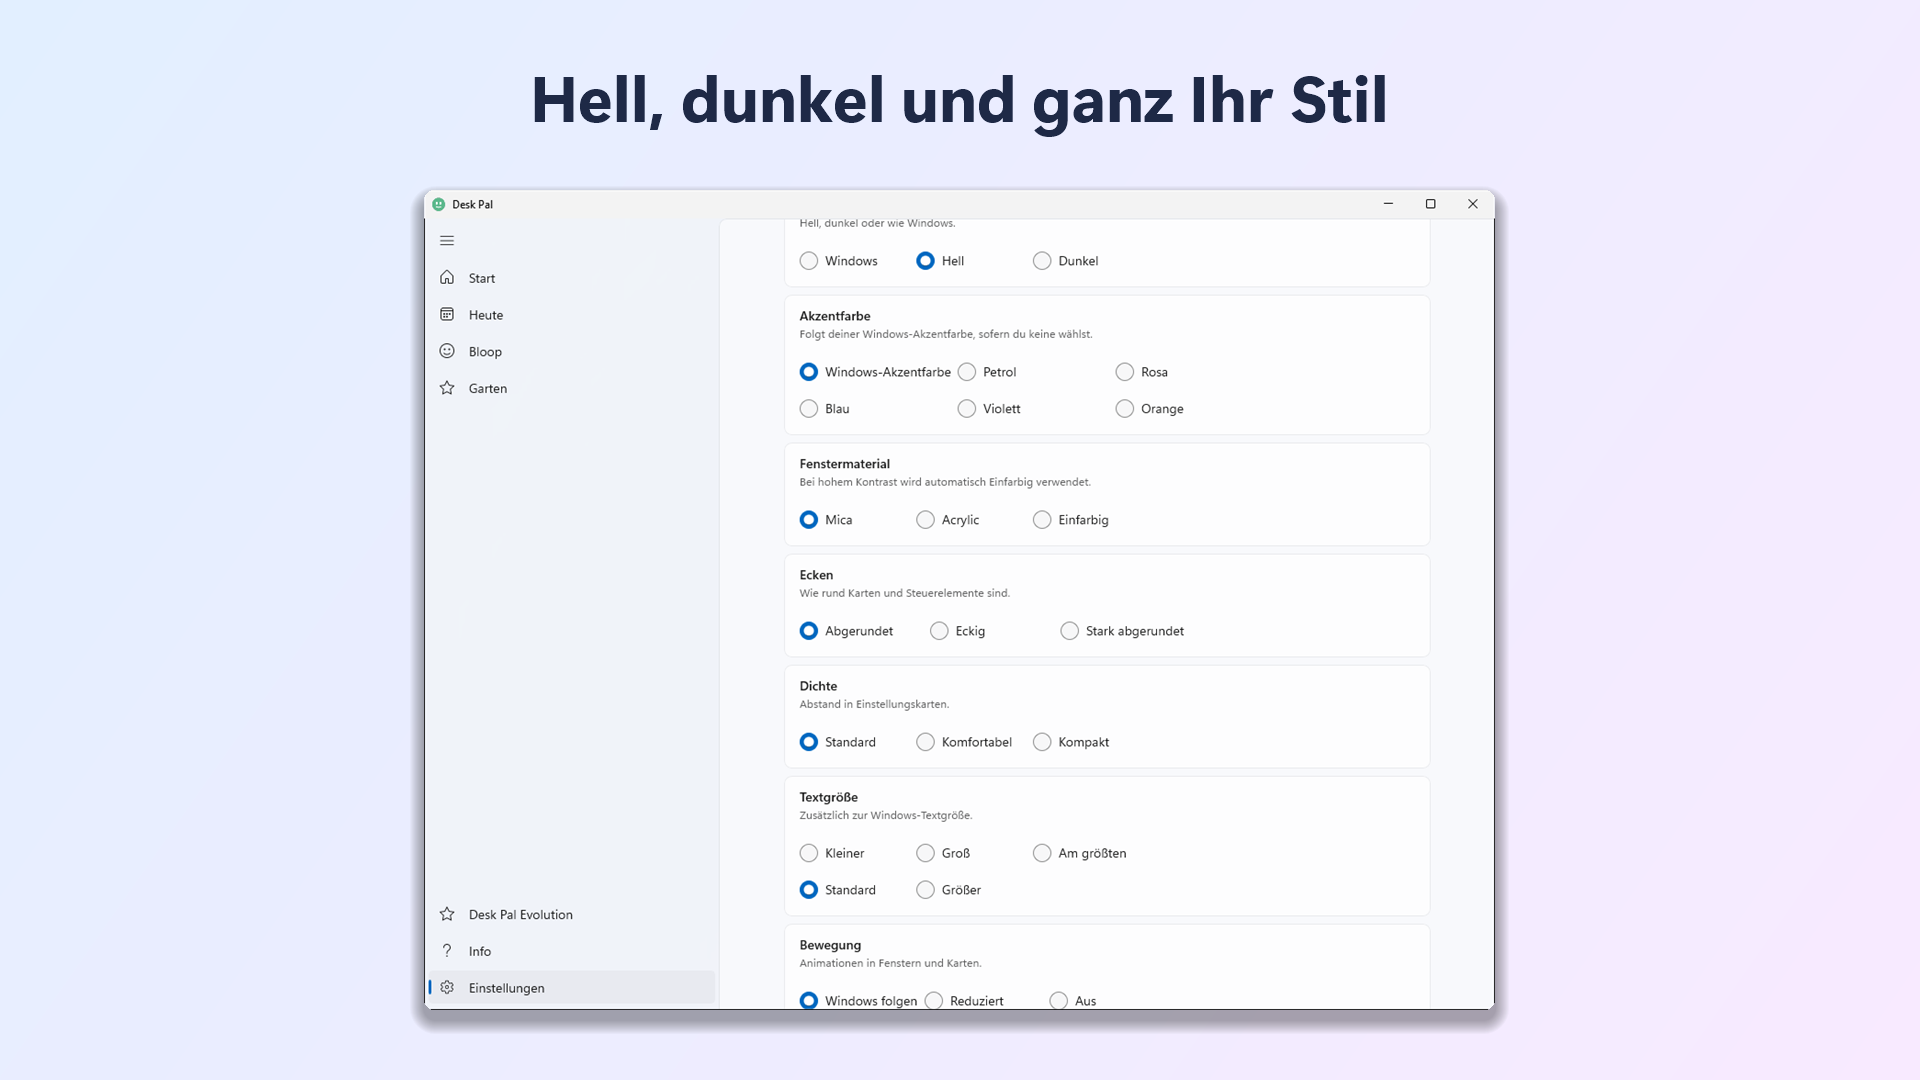 Hell, dunkel und ganz Ihr Stil
Desk Pal
Start
Heute
Bloop
Garten
Desk Pal Evolution
Info
Einstellungen
Hell, dunkel oder wie Windows.
Windows Hell Dunkel
Akzentfarbe
Folgt deiner Windows-Akzentfarbe, sofern du keine wählst.
Windows-Akzentfarbe Petrol Rosa
Blau Violett Orange
Fenstermaterial
Bei hohem Kontrast wird automatisch Einfarbig verwendet.
Mica Acrylic Einfarbig
Ecken
Wie rund Karten und Steuerelemente sind.
Abgerundet Eckig Stark abgerundet
Dichte
Abstand in Einstellungskarten.
Standard Komfortabel Kompakt
Textgröße
Zusätzlich zur Windows-Textgröße.
Kleiner Groß Am größten
Standard Größer
Bewegung
Animationen in Fenstern und Karten.
Windows folgen Reduziert Aus